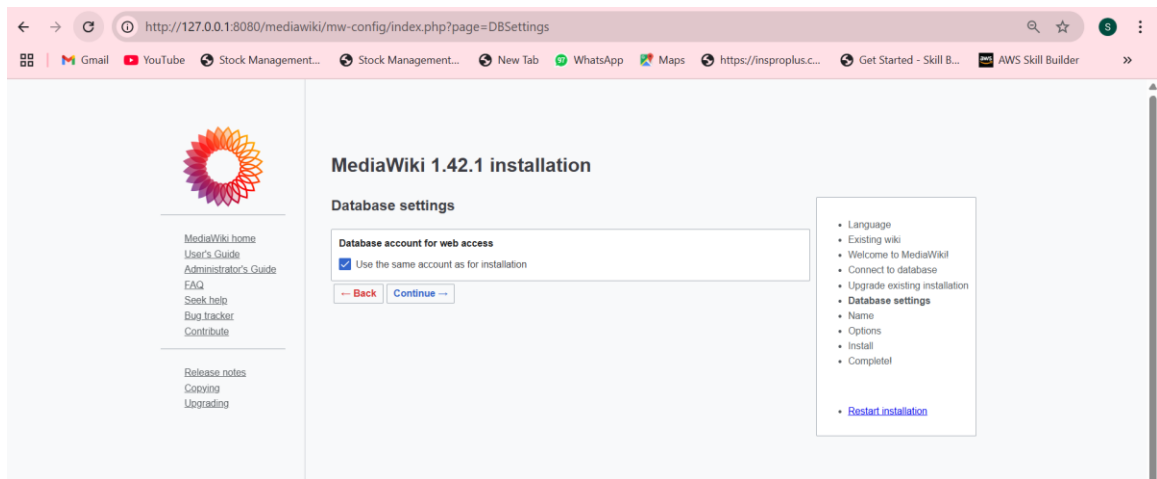 http://127.0.0.1:8080/mediawiki/mw-config/index.php?page=DBSettings
S
Gmail YouTube Stock Management... Stock Management... New Tab WhatsApp Maps https://insproplus.c... Get Started - Skill B... AWS Skill Builder »
MediaWiki 1.42.1 installation
Database settings
Database account for web access
Use the same account as for installation
← Back Continue →
MediaWiki home
User's Guide
Administrator's Guide
FAQ
Seek help
Bug tracker
Contribute
Release notes
Copying
Upgrading
• Language
• Existing wiki
• Welcome to MediaWiki!
• Connect to database
• Upgrade existing installation
• Database settings
• Name
• Options
• Install
• Complete!
• Restart installation